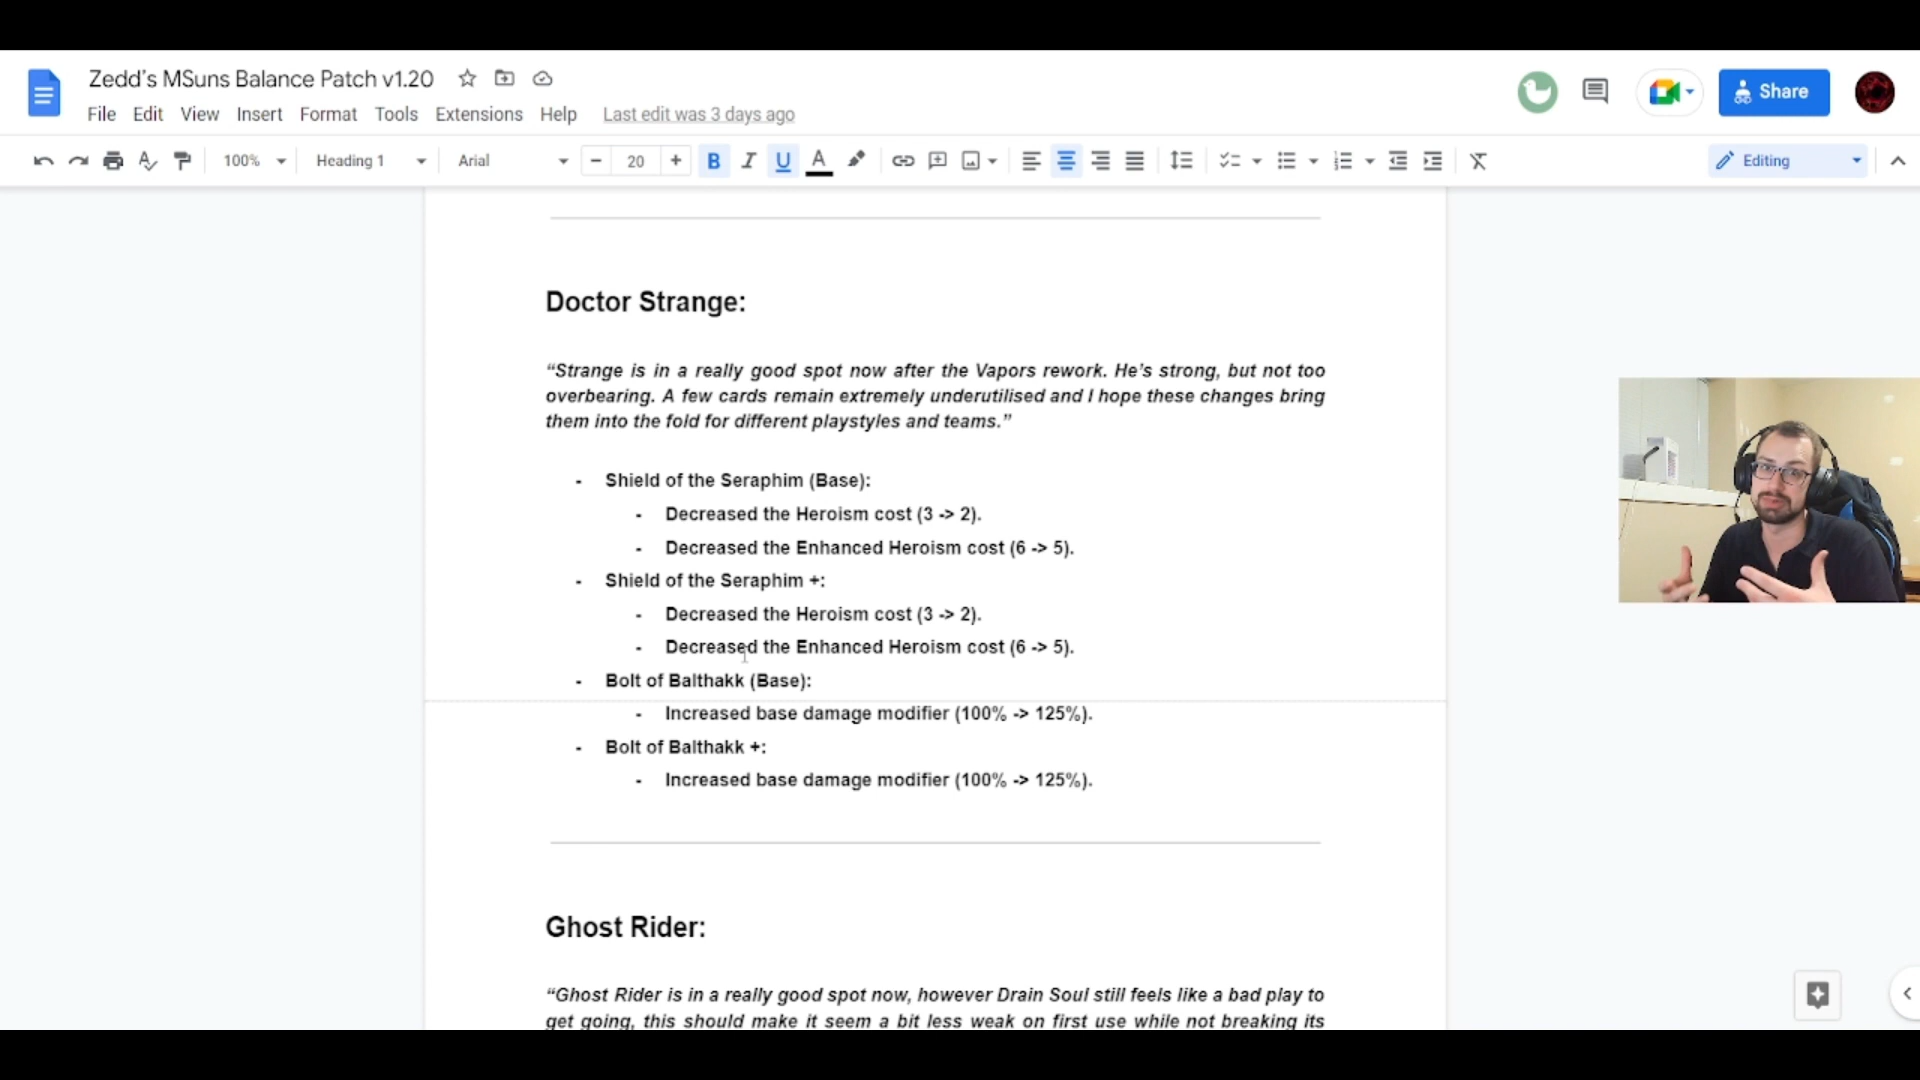 Zedd's MSuns Balance Patch v1.20
File Edit View Insert Format Tools Extensions Help Last edit was 3 days ago
Share
100% Heading 1 Arial 20 B I U A Editing
Doctor Strange:
“Strange is in a really good spot now after the Vapors rework. He's strong, but not too
overbearing. A few cards remain extremely underutilised and I hope these changes bring
them into the fold for different playstyles and teams.”
- Shield of the Seraphim (Base):
- Decreased the Heroism cost (3 -> 2).
- Decreased the Enhanced Heroism cost (6 -> 5).
- Shield of the Seraphim +:
- Decreased the Heroism cost (3 -> 2).
- Decreased the Enhanced Heroism cost (6 -> 5).
- Bolt of Balthakk (Base):
- Increased base damage modifier (100% -> 125%).
- Bolt of Balthakk +:
- Increased base damage modifier (100% -> 125%).
Ghost Rider:
“Ghost Rider is in a really good spot now, however Drain Soul still feels like a bad play to
get going, this should make it seem a bit less weak on first use while not breaking its